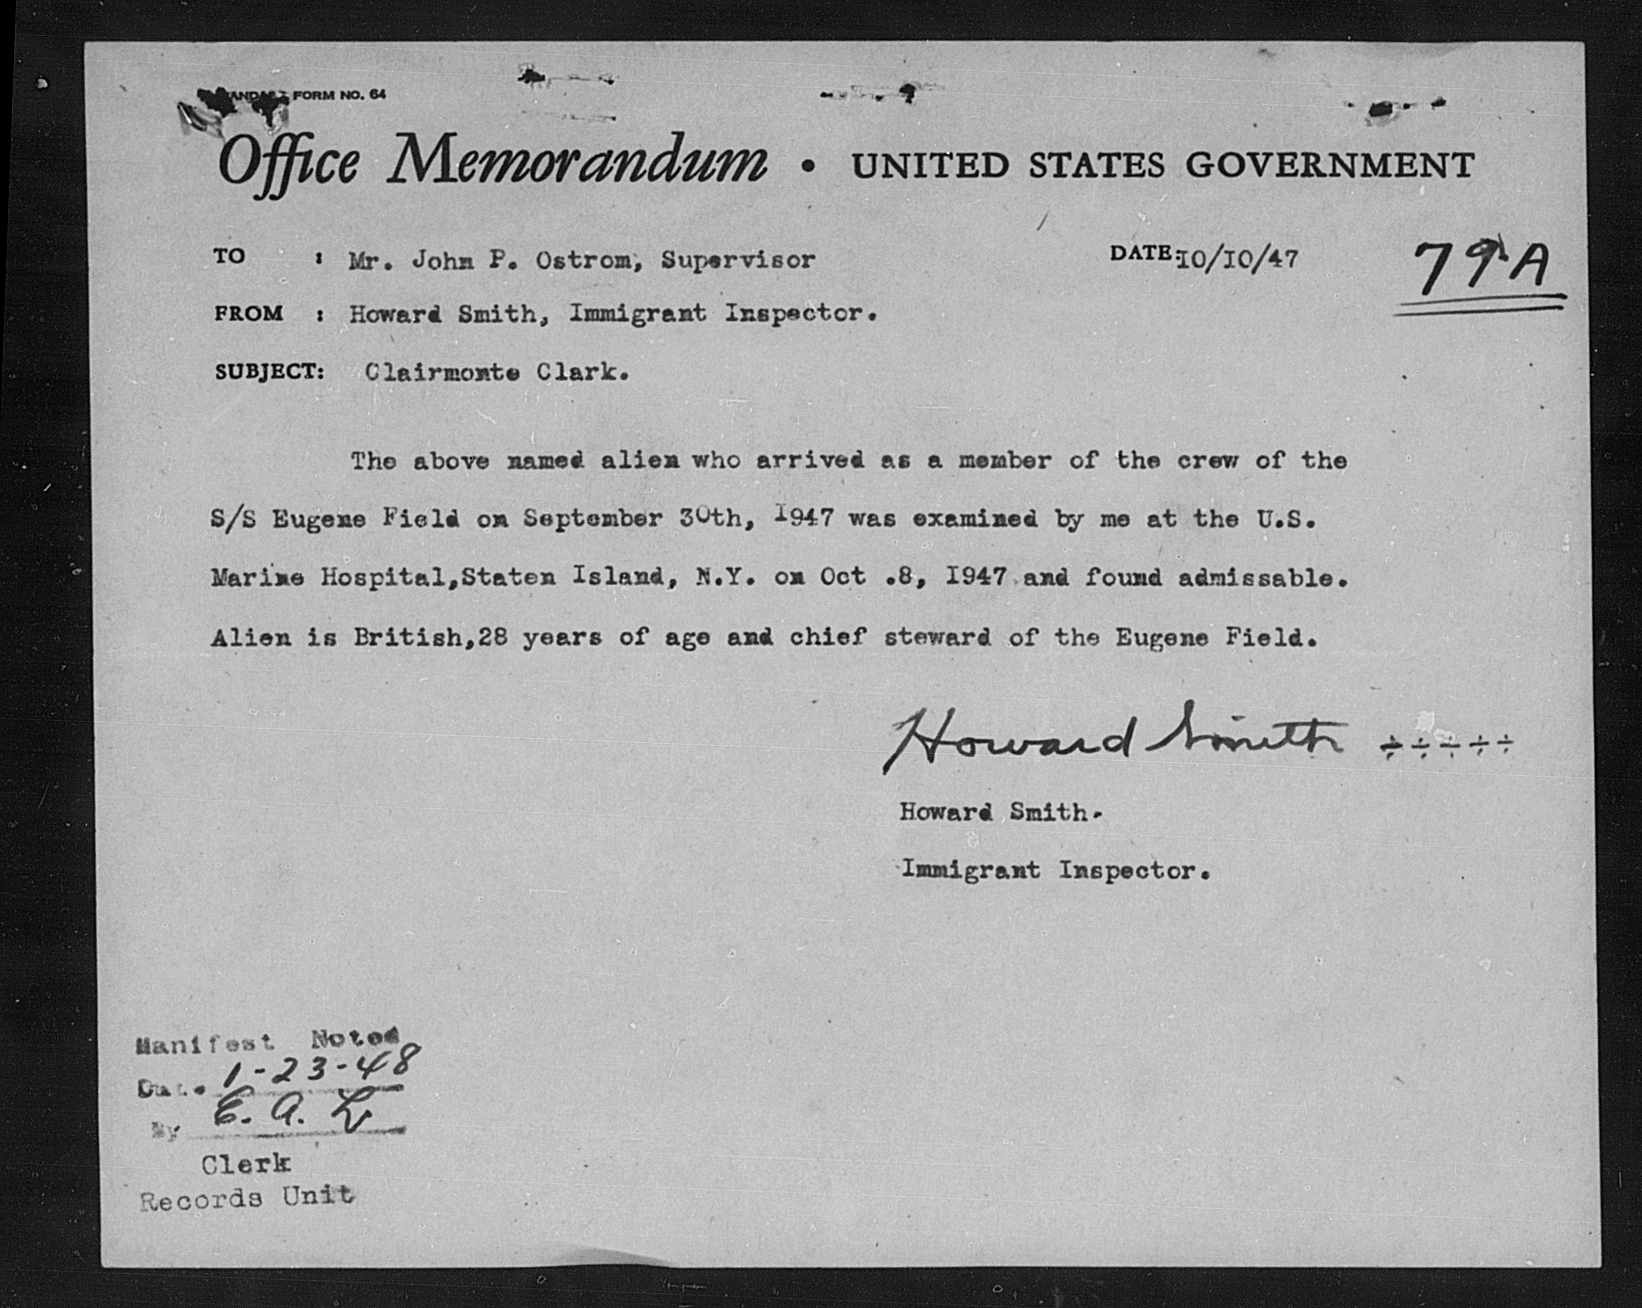 STANDARD FORM NO. 64
Office Memorandum • UNITED STATES GOVERNMENT
TO : Mr. John P. Ostrom, Supervisor DATE: 10/10/47 79A
FROM : Howard Smith, Immigrant Inspector.
SUBJECT: Clairmonte Clark.
The above named alien who arrived as a member of the crew of the
S/S Eugene Field on September 30th, 1947 was examined by me at the U.S.
Marine Hospital,Staten Island, N.Y. on Oct .8, 1947 and found admissable.
Alien is British,28 years of age and chief steward of the Eugene Field.
Howard Smith ÷÷÷÷÷
Howard Smith.
Immigrant Inspector.
Manifest Noted
Date 1-23-48
By E. A. L
Clerk
Records Unit